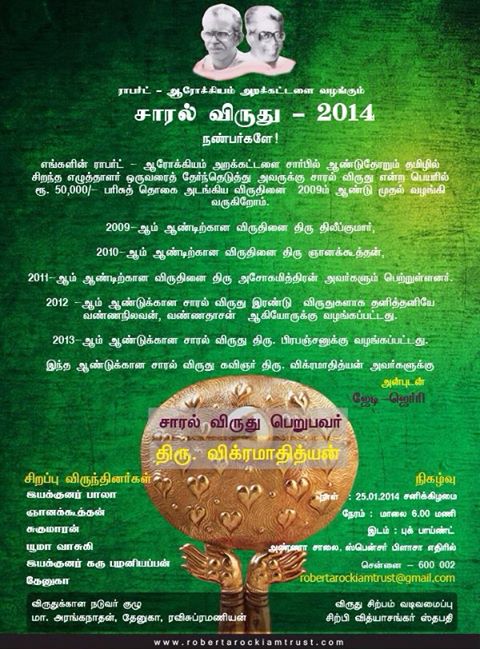 ராபர்ட் - ஆரோக்கியம் அறக்கட்டளை வழங்கும்
சாரல் விருது - 2014
நண்பர்களே!
எங்களின் ராபர்ட் - ஆரோக்கியம் அறக்கட்டளை சார்பில் ஆண்டுதோறும் தமிழில்
சிறந்த எழுத்தாளர் ஒருவரைத் தேர்ந்தெடுத்து அவருக்கு சாரல் விருது என்ற பெயரில்
ரூ. 50,000/- பரிசுத் தொகை அடங்கிய விருதினை 2009ம் ஆண்டு முதல் வழங்கி
வருகிறோம்.
2009-ஆம் ஆண்டிற்கான விருதினை திரு திலீப்குமார்,
2010-ஆம் ஆண்டிற்கான விருதினை திரு ஞானக்கூத்தன்,
2011-ஆம் ஆண்டிற்கான விருதினை திரு அசோகமித்திரன் அவர்களும் பெற்றுள்ளனர்.
2012 -ஆம் ஆண்டுக்கான சாரல் விருது இரண்டு விருதுகளாக தனித்தனியே
வண்ணநிலவன், வண்ணதாசன் ஆகியோருக்கு வழங்கப்பட்டது.
2013-ஆம் ஆண்டுக்கான சாரல் விருது திரு. பிரபஞ்சனுக்கு வழங்கப்பட்டது.
இந்த ஆண்டுக்கான சாரல் விருது கவிஞர் திரு. விக்ரமாதித்யன் அவர்களுக்கு
அன்புடன்
ஜேடி-ஜெர்ரி
சாரல் விருது பெறுபவர்
திரு. விக்ரமாதித்யன்
சிறப்பு விருந்தினர்கள்
இயக்குனர் பாலா
ஞானக்கூத்தன்
சுகுமாரன்
யூமா வாசுகி
இயக்குனர் கரு பழனியப்பன்
தேனுகா
நிகழ்வு
நாள் : 25.01.2014 சனிக்கிழமை
நேரம் : மாலை 6.00 மணி
இடம் : புக் பாய்ண்ட்
அண்ணா சாலை, ஸ்பென்சர் பிளாசா எதிரில்
சென்னை - 600 002
robertarockiamtrust@gmail.com
விருதுக்கான நடுவர் குழு
மா. அரங்கநாதன், தேனுகா, ரவிசுப்ரமணியன்
விருது சிற்பம் வடிவமைப்பு
சிற்பி வித்யாசங்கர் ஸ்தபதி
www.robertarockiamtrust.com